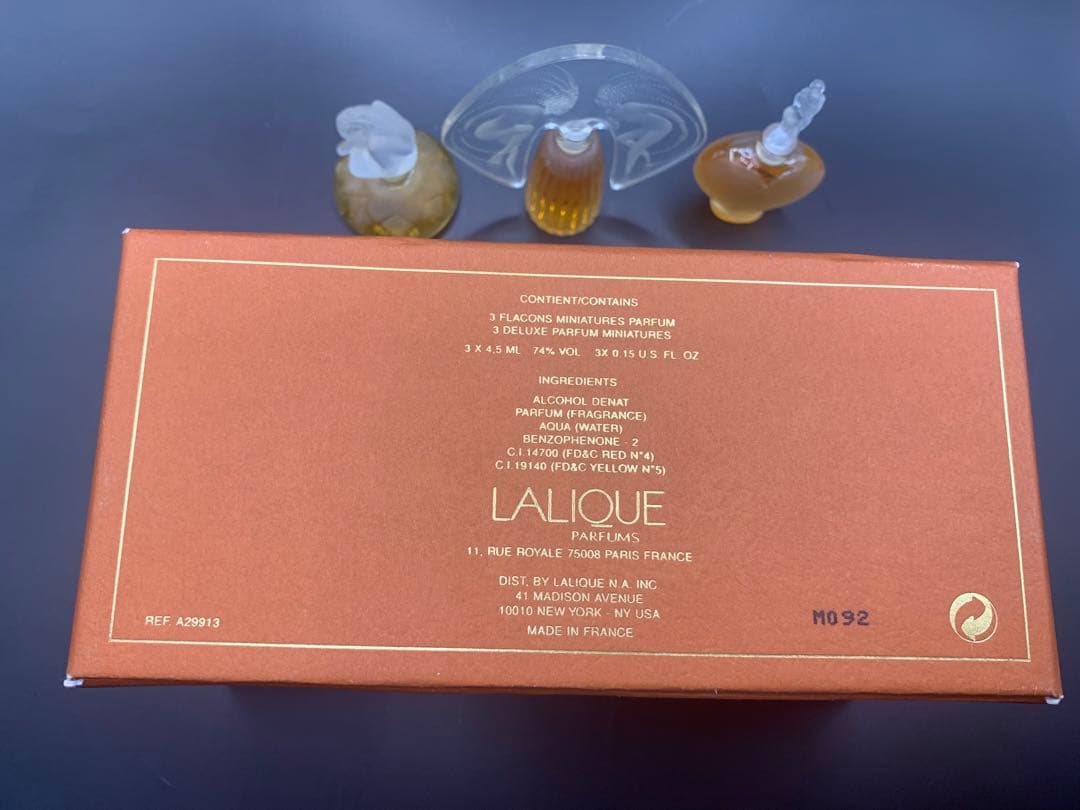 CONTIENT/CONTAINS
3 FLACONS MINIATURES PARFUM
3 DELUXE PARFUM MINIATURES
3 X 4,5 ML 74% VOL 3X 0.15 U.S. FL. OZ
INGREDIENTS
ALCOHOL DENAT
PARFUM (FRAGRANCE)
AQUA (WATER)
BENZOPHENONE - 2
C.I.14700 (FD&C RED N°4)
C.I.19140 (FD&C YELLOW N°5)
LALIQUE
PARFUMS
11, RUE ROYALE 75008 PARIS FRANCE
DIST. BY LALIQUE N.A. INC
41 MADISON AVENUE
10010 NEW YORK - NY USA
MADE IN FRANCE
REF. A29913
M092